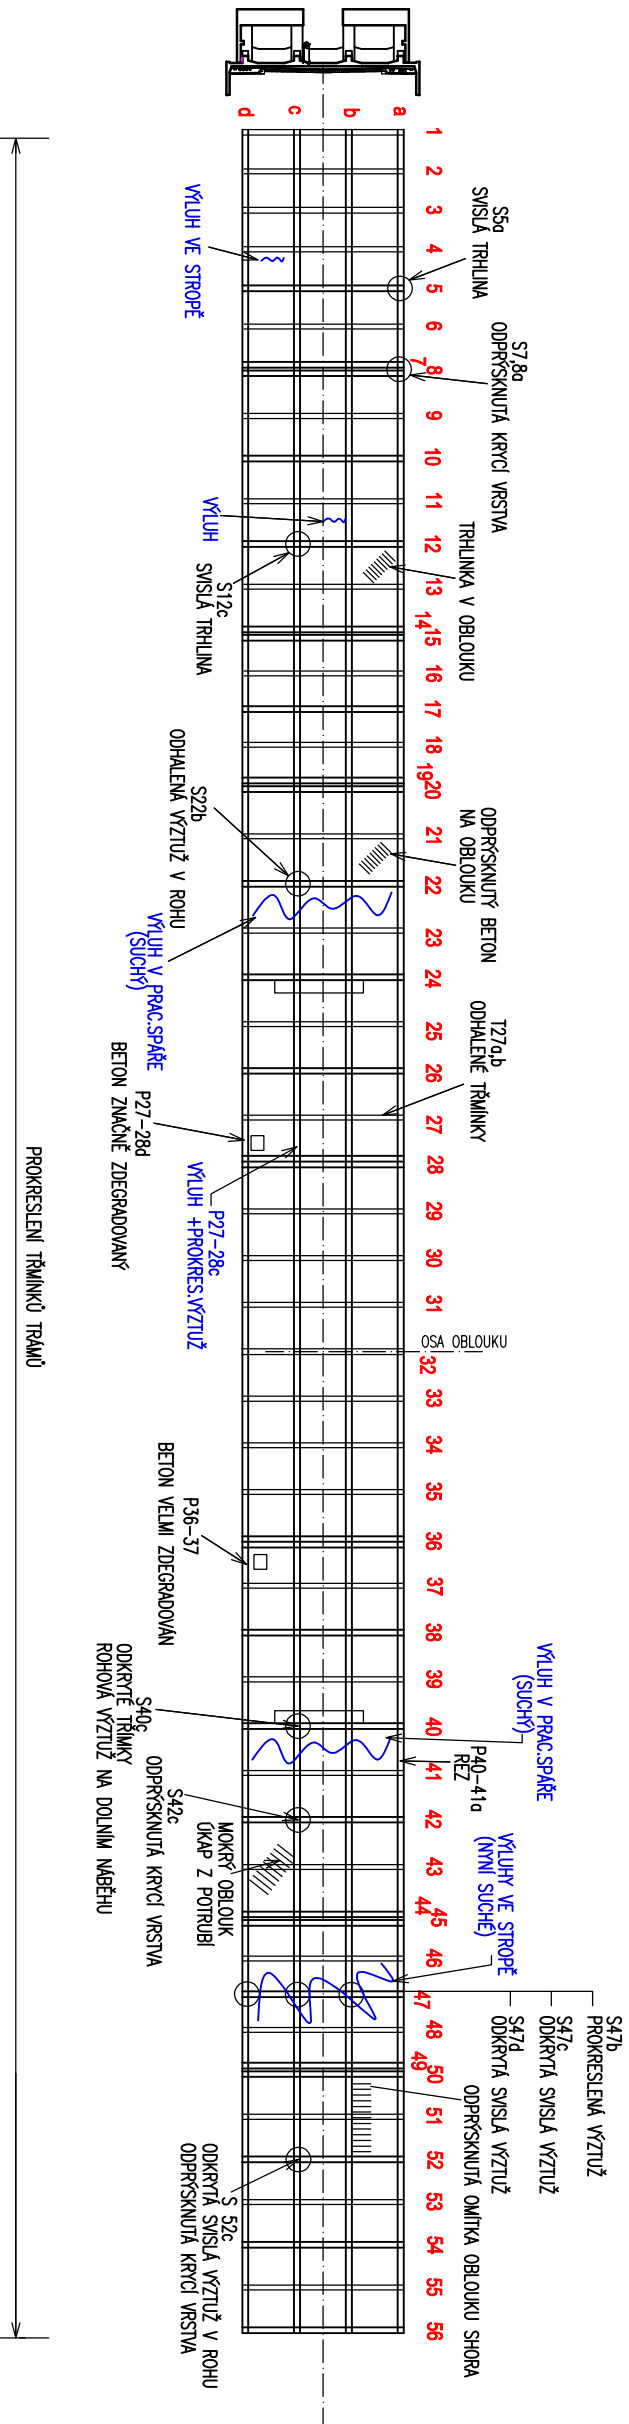 d
c
b
a
1
2
3
4
5
6
7
8
9
10
11
12
13
14
15
16
17
18
19
20
21
22
23
24
25
26
27
28
29
30
31
32
33
34
35
36
37
38
39
40
41
42
43
44
45
46
47
48
49
50
51
52
53
54
55
56
S5a
SVISLÁ TRHLINA
S7,8a
ODPRÝSKNUTÁ KRYCÍ VRSTVA
TRHLINKA V OBLOUKU
ODPRÝSKNUTÝ BETON
NA OBLOUKU
T27a,b
ODHALENÉ TŘMÍNKY
OSA OBLOUKU
VÝLUH V PRAC.SPÁŘE
(SUCHÝ)
P40-41a
REZ
VÝLUHY VE STROPĚ
(NYNÍ SUCHÉ)
S47b
PROKRESLENÁ VÝZTUŽ
S47c
ODKRYTÁ SVISLÁ VÝZTUŽ
S47d
ODKRYTÁ SVISLÁ VÝZTUŽ
ODPRÝSKNUTÁ OMÍTKA OBLOUKU SHORA
VÝLUH VE STROPĚ
VÝLUH
S12c
SVISLÁ TRHLINA
S22b
ODHALENÁ VÝZTUŽ V ROHU
VÝLUH V PRAC.SPÁŘE
(SUCHÝ)
P27-28d
BETON ZNAČNĚ ZDEGRADOVANÝ
P27-28c
VÝLUH +PROKRES.VÝZTUŽ
P36-37
BETON VELMI ZDEGRADOVÁN
S40c
ODKRYTÉ TŘÍMKY
ROHOVÁ VÝZTUŽ NA DOLNÍM NÁBĚHU
S42c
ODPRÝSKNUTÁ KRYCÍ VRSTVA
MOKRÝ OBLOUK
ÚKAP Z POTRUBÍ
S 52c
ODKRYTÁ SVISLÁ VÝZTUŽ V ROHU
ODPRÝSKNUTÁ KRYCÍ VRSTVA
PROKRESLENÍ TŘMÍNKŮ TRÁMŮ